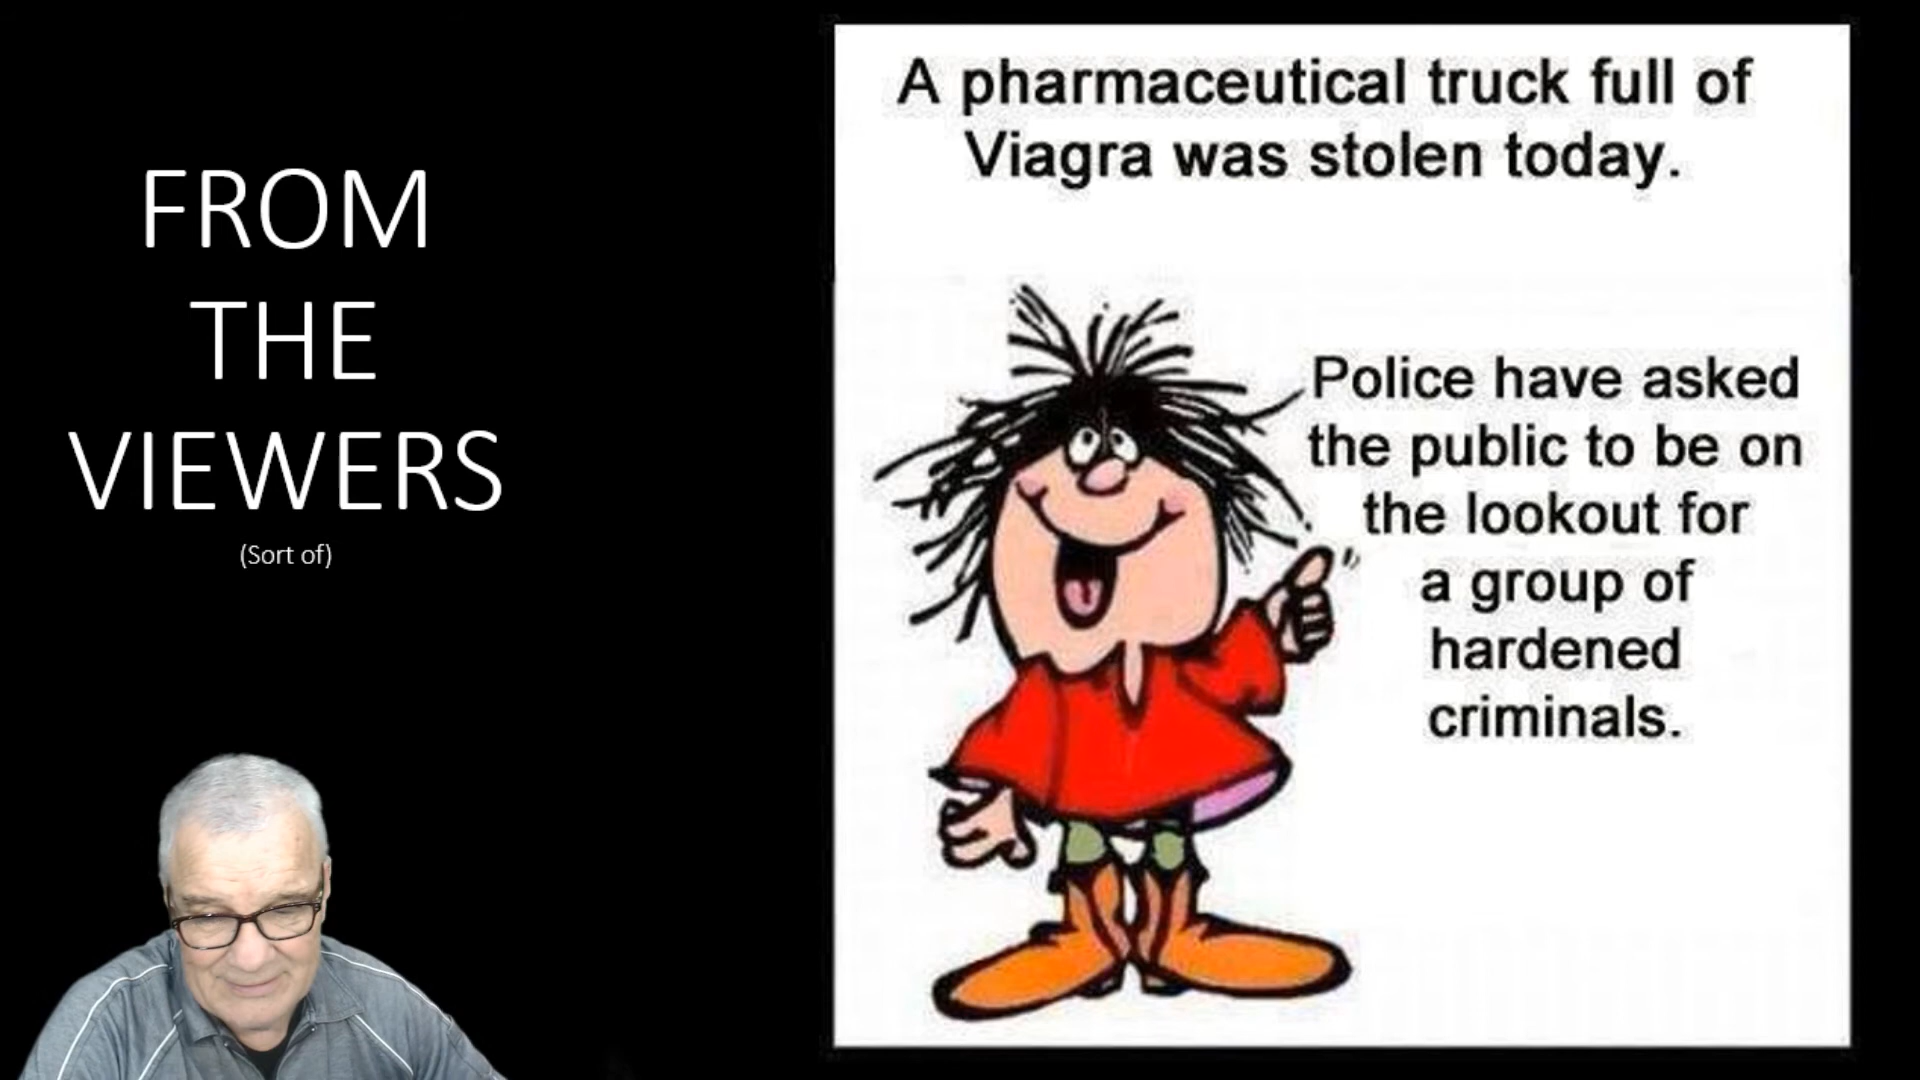 FROM
THE
VIEWERS
(Sort of)
A pharmaceutical truck full of
Viagra was stolen today.
Police have asked
the public to be on
the lookout for
a group of
hardened
criminals.